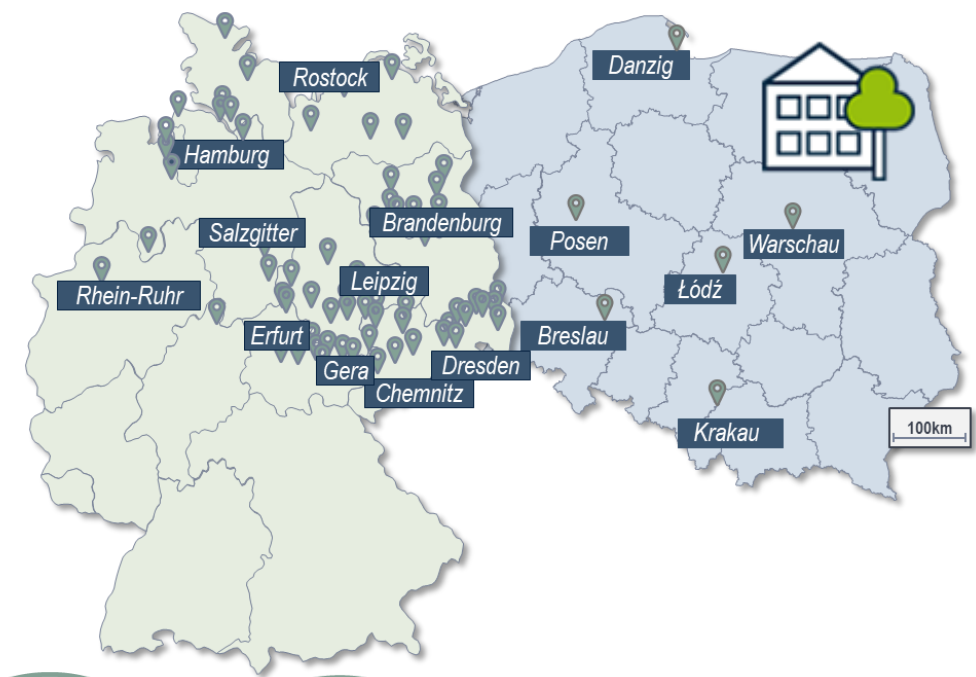 Danzig
Rostock
Hamburg
Brandenburg
Salzgitter
Posen
Warschau
Leipzig
Łódź
Rhein-Ruhr
Breslau
Erfurt
Gera
Dresden
Chemnitz
Krakau
100km